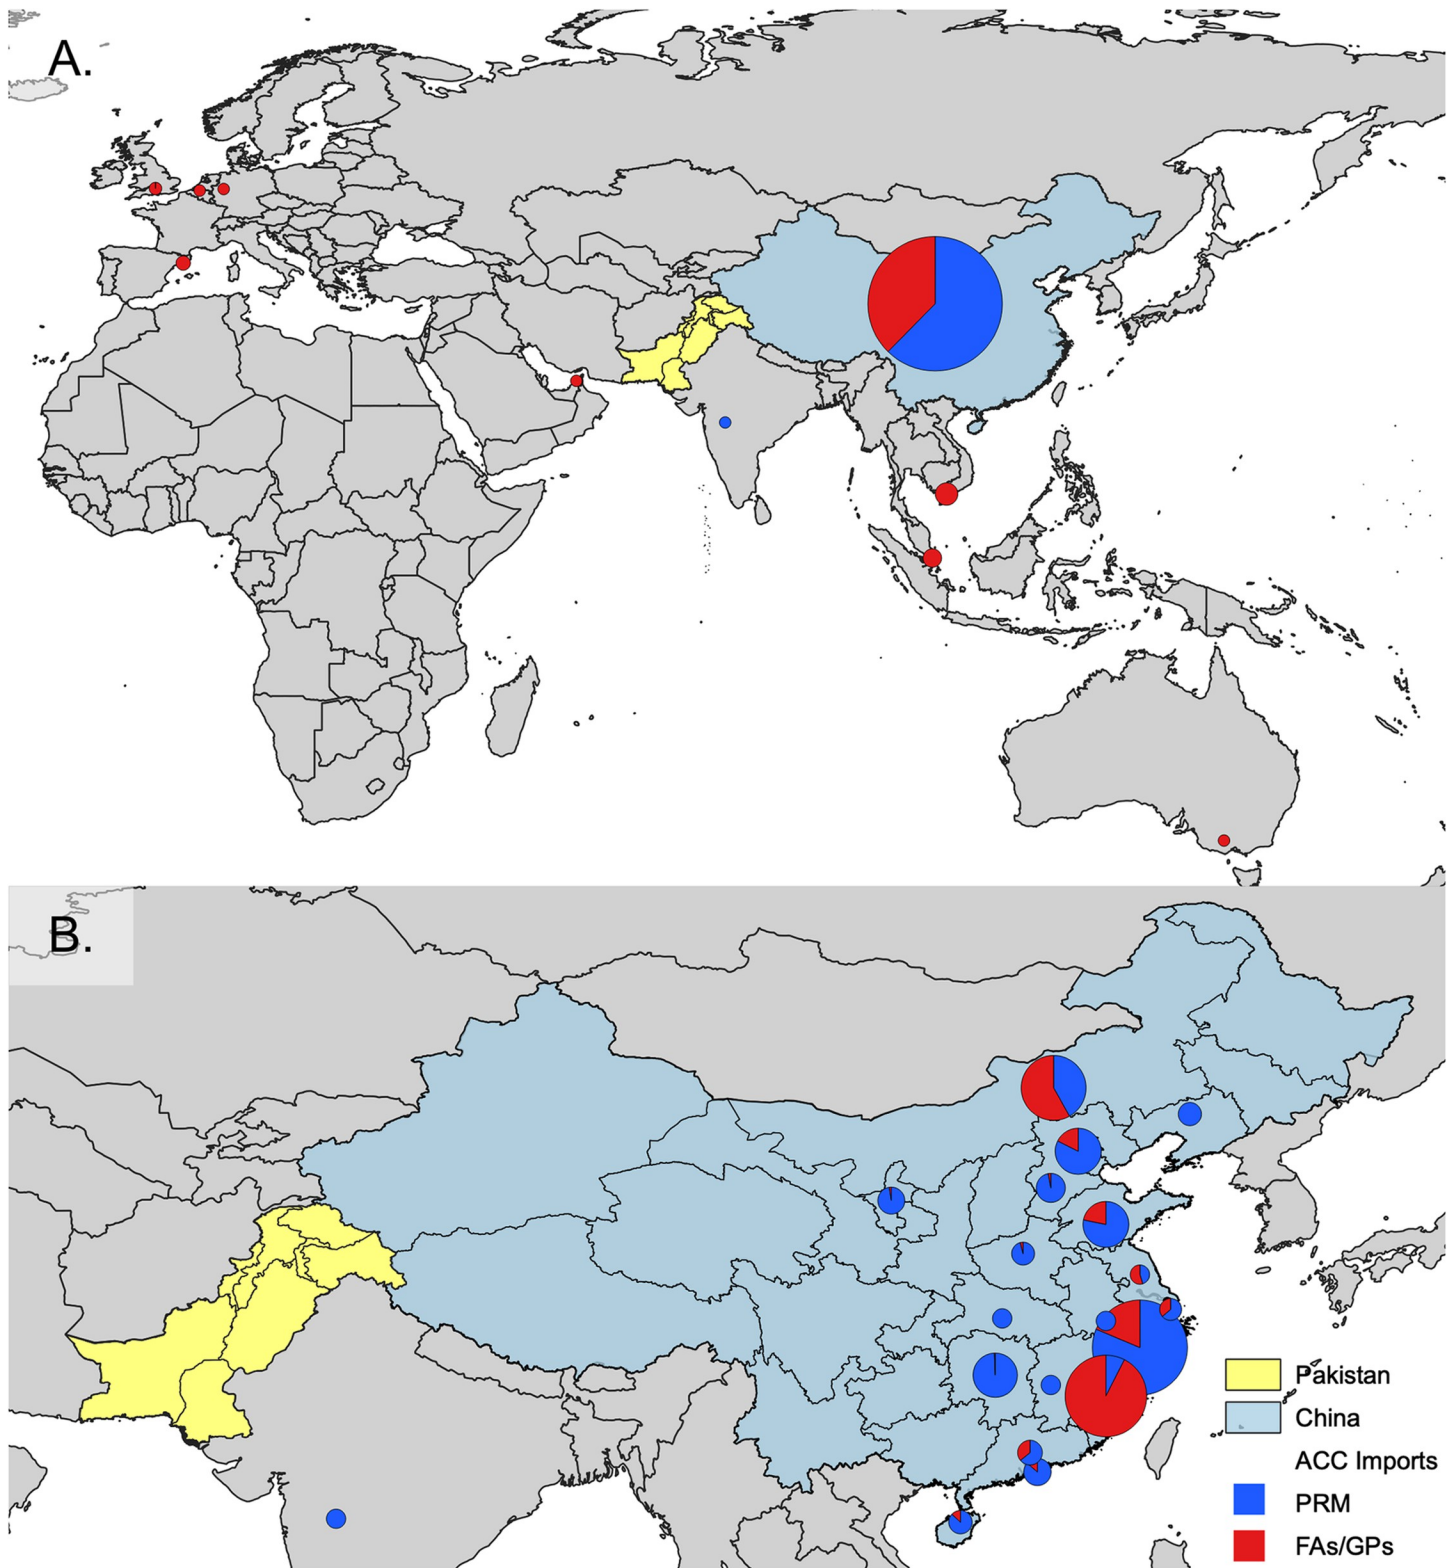 A.
B.
Pakistan
China
ACC Imports
PRM
FAs/GPs